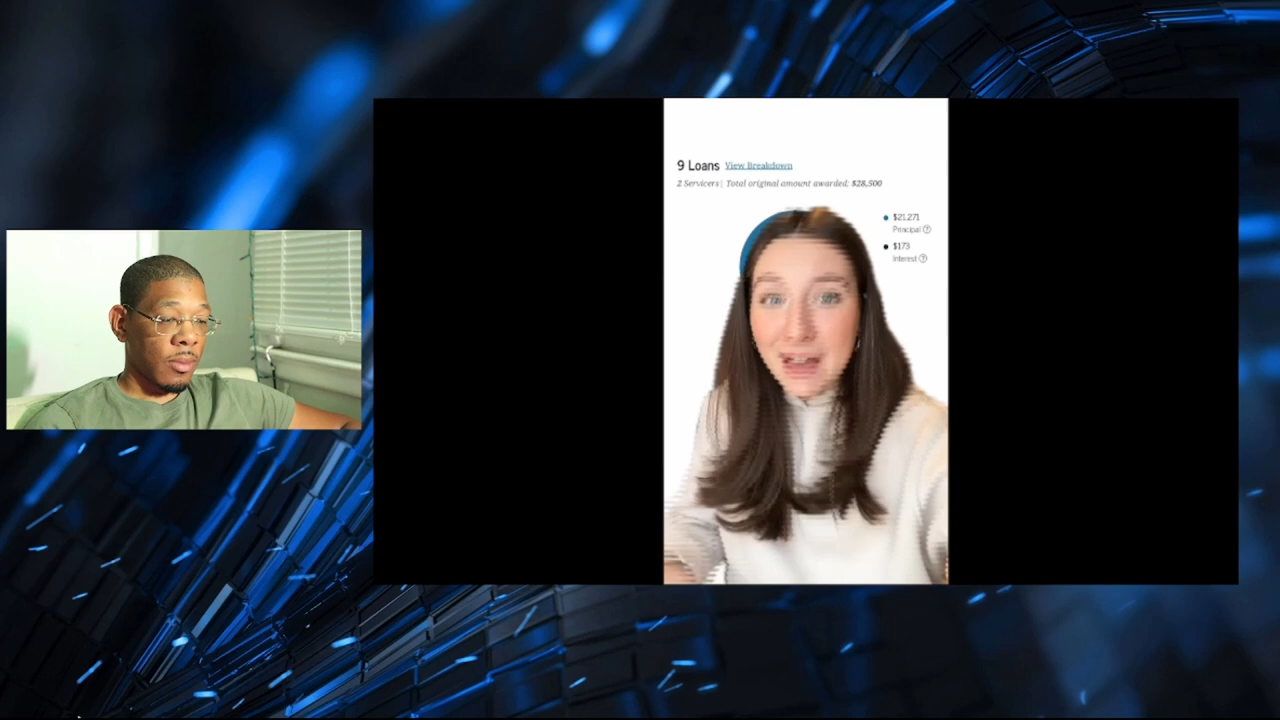 9 Loans View Breakdown
2 Servicers | Total original amount awarded: $28,500
$21,271
Principal ?
$173
Interest ?